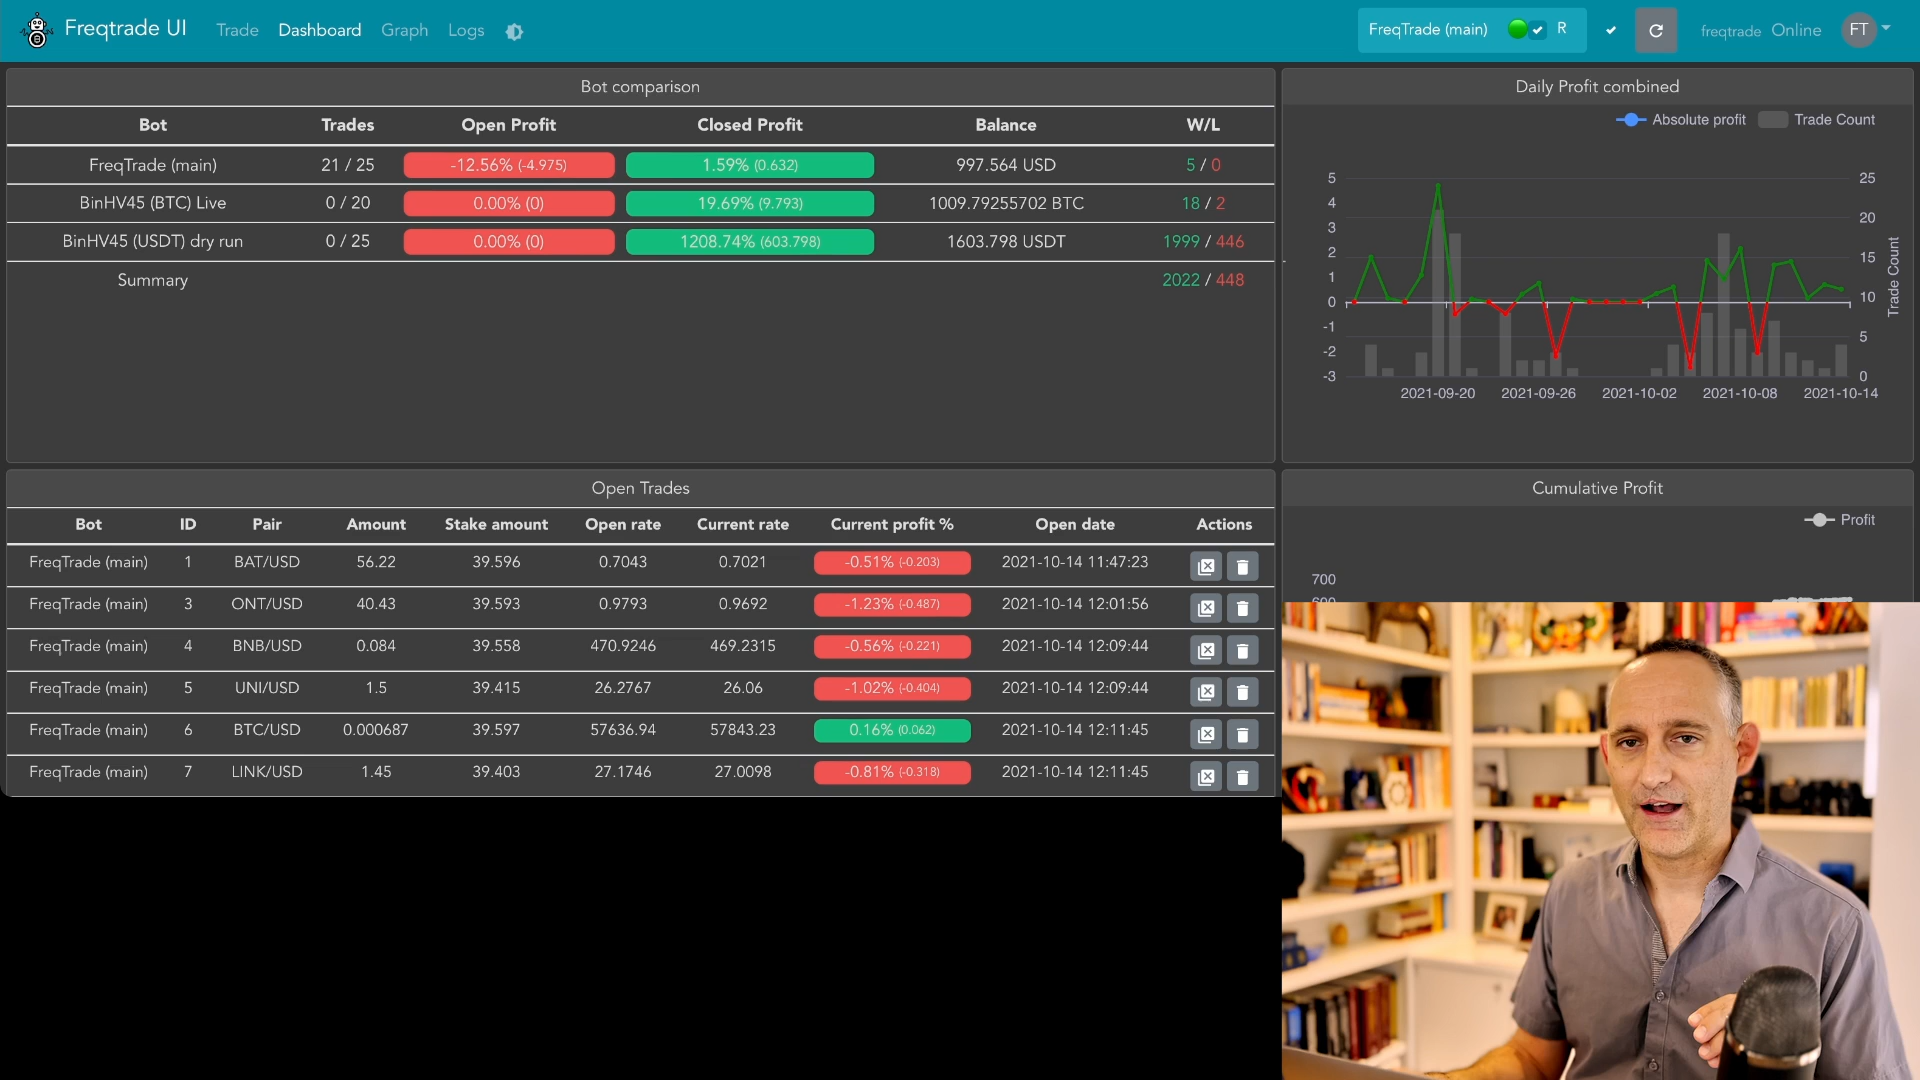 Freqtrade UI Trade Dashboard Graph Logs FreqTrade (main) R freqtrade Online FT
Bot comparison
Bot Trades Open Profit Closed Profit Balance W/L
FreqTrade (main) 21 / 25 -12.56% (-4.975) 1.59% (0.632) 997.564 USD 5 / 0
BinHV45 (BTC) Live 0 / 20 0.00% (0) 19.69% (9.793) 1009.79255702 BTC 18 / 2
BinHV45 (USDT) dry run 0 / 25 0.00% (0) 1208.74% (603.798) 1603.798 USDT 1999 / 446
Summary 2022 / 448
Daily Profit combined
Absolute profit Trade Count
5 25
4
3 20
2 15
1
0 10
-1 5
-2
-3 0
Trade Count
2021-09-20 2021-09-26 2021-10-02 2021-10-08 2021-10-14
Open Trades
Bot ID Pair Amount Stake amount Open rate Current rate Current profit % Open date Actions
FreqTrade (main) 1 BAT/USD 56.22 39.596 0.7043 0.7021 -0.51% (-0.203) 2021-10-14 11:47:23
FreqTrade (main) 3 ONT/USD 40.43 39.593 0.9793 0.9692 -1.23% (-0.487) 2021-10-14 12:01:56
FreqTrade (main) 4 BNB/USD 0.084 39.558 470.9246 469.2315 -0.56% (-0.221) 2021-10-14 12:09:44
FreqTrade (main) 5 UNI/USD 1.5 39.415 26.2767 26.06 -1.02% (-0.404) 2021-10-14 12:09:44
FreqTrade (main) 6 BTC/USD 0.000687 39.597 57636.94 57843.23 0.16% (0.062) 2021-10-14 12:11:45
FreqTrade (main) 7 LINK/USD 1.45 39.403 27.1746 27.0098 -0.81% (-0.318) 2021-10-14 12:11:45
Cumulative Profit
Profit
700
600